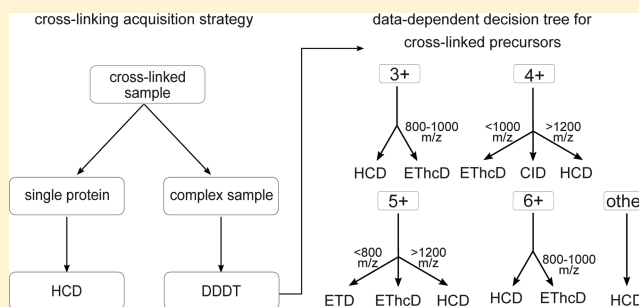 cross-linking acquisition strategy
cross-linked
sample
single protein
complex sample
HCD
DDDT
data-dependent decision tree for
cross-linked precursors
3+
800-1000
m/z
HCD EThcD
4+
<1000
m/z
>1200
m/z
EThcD CID HCD
5+
<800
m/z
>1200
m/z
ETD EThcD HCD
6+
800-1000
m/z
HCD EThcD
othe
HCD